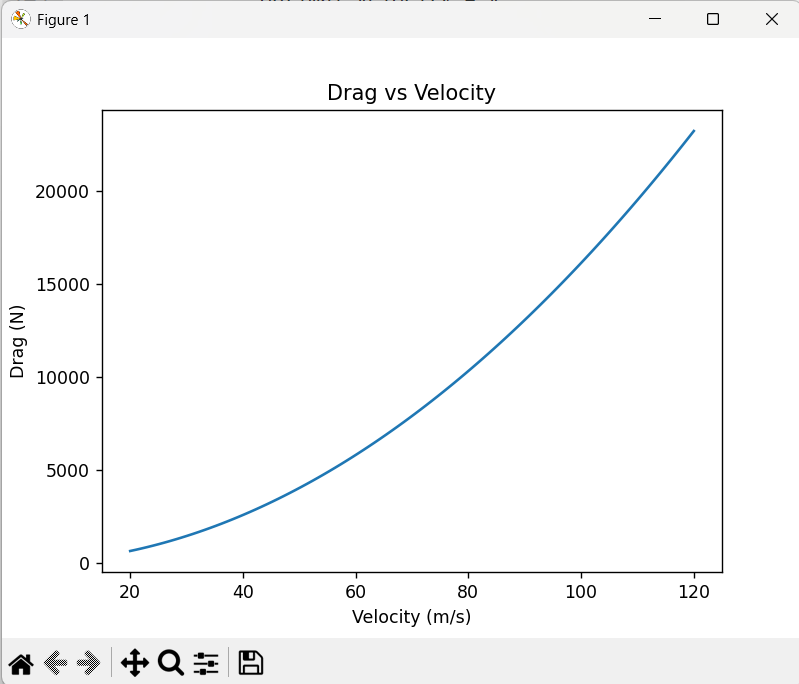 Figure 1
Drag vs Velocity
20000
15000
10000
5000
0
Drag (N)
20 40 60 80 100 120
Velocity (m/s)